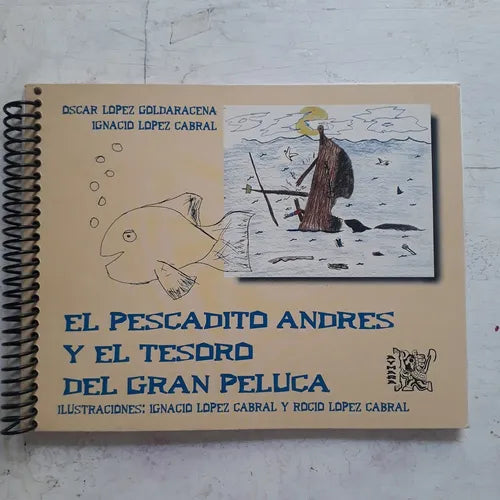 OSCAR LOPEZ GOLDARACENA
IGNACIO LOPEZ CABRAL
EL PESCADITO ANDRES
Y EL TESORO
DEL GRAN PELUCA
ILUSTRACIONES: IGNACIO LOPEZ CABRAL Y ROCIO LOPEZ CABRAL